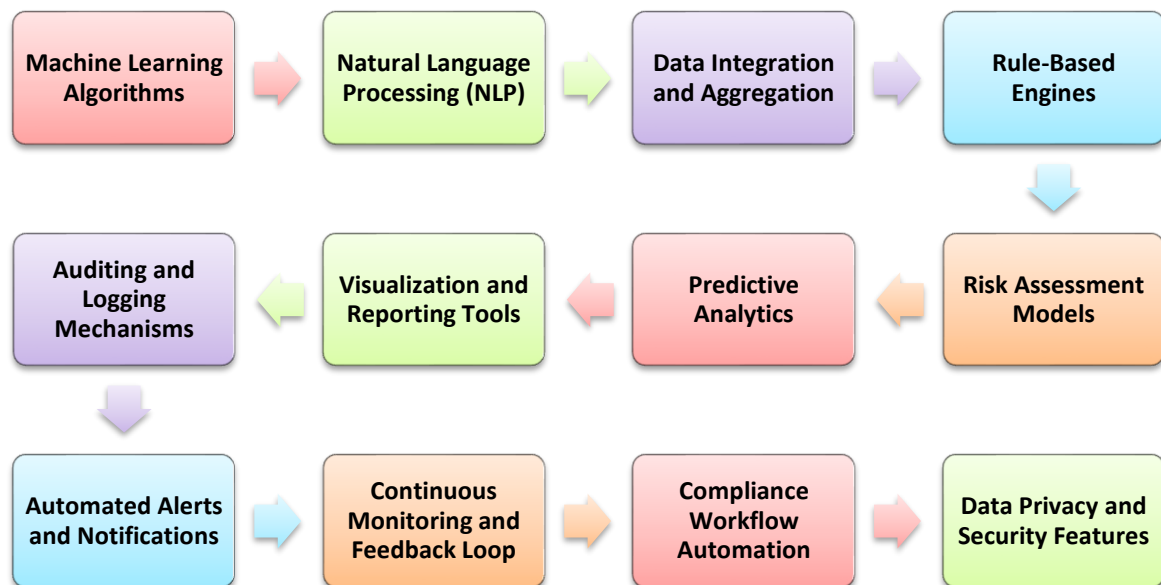 Machine Learning
Algorithms
Natural Language
Processing (NLP)
Data Integration
and Aggregation
Rule-Based
Engines
Risk Assessment
Models
Predictive
Analytics
Visualization and
Reporting Tools
Auditing and
Logging
Mechanisms
Automated Alerts
and Notifications
Continuous
Monitoring and
Feedback Loop
Compliance
Workflow
Automation
Data Privacy and
Security Features